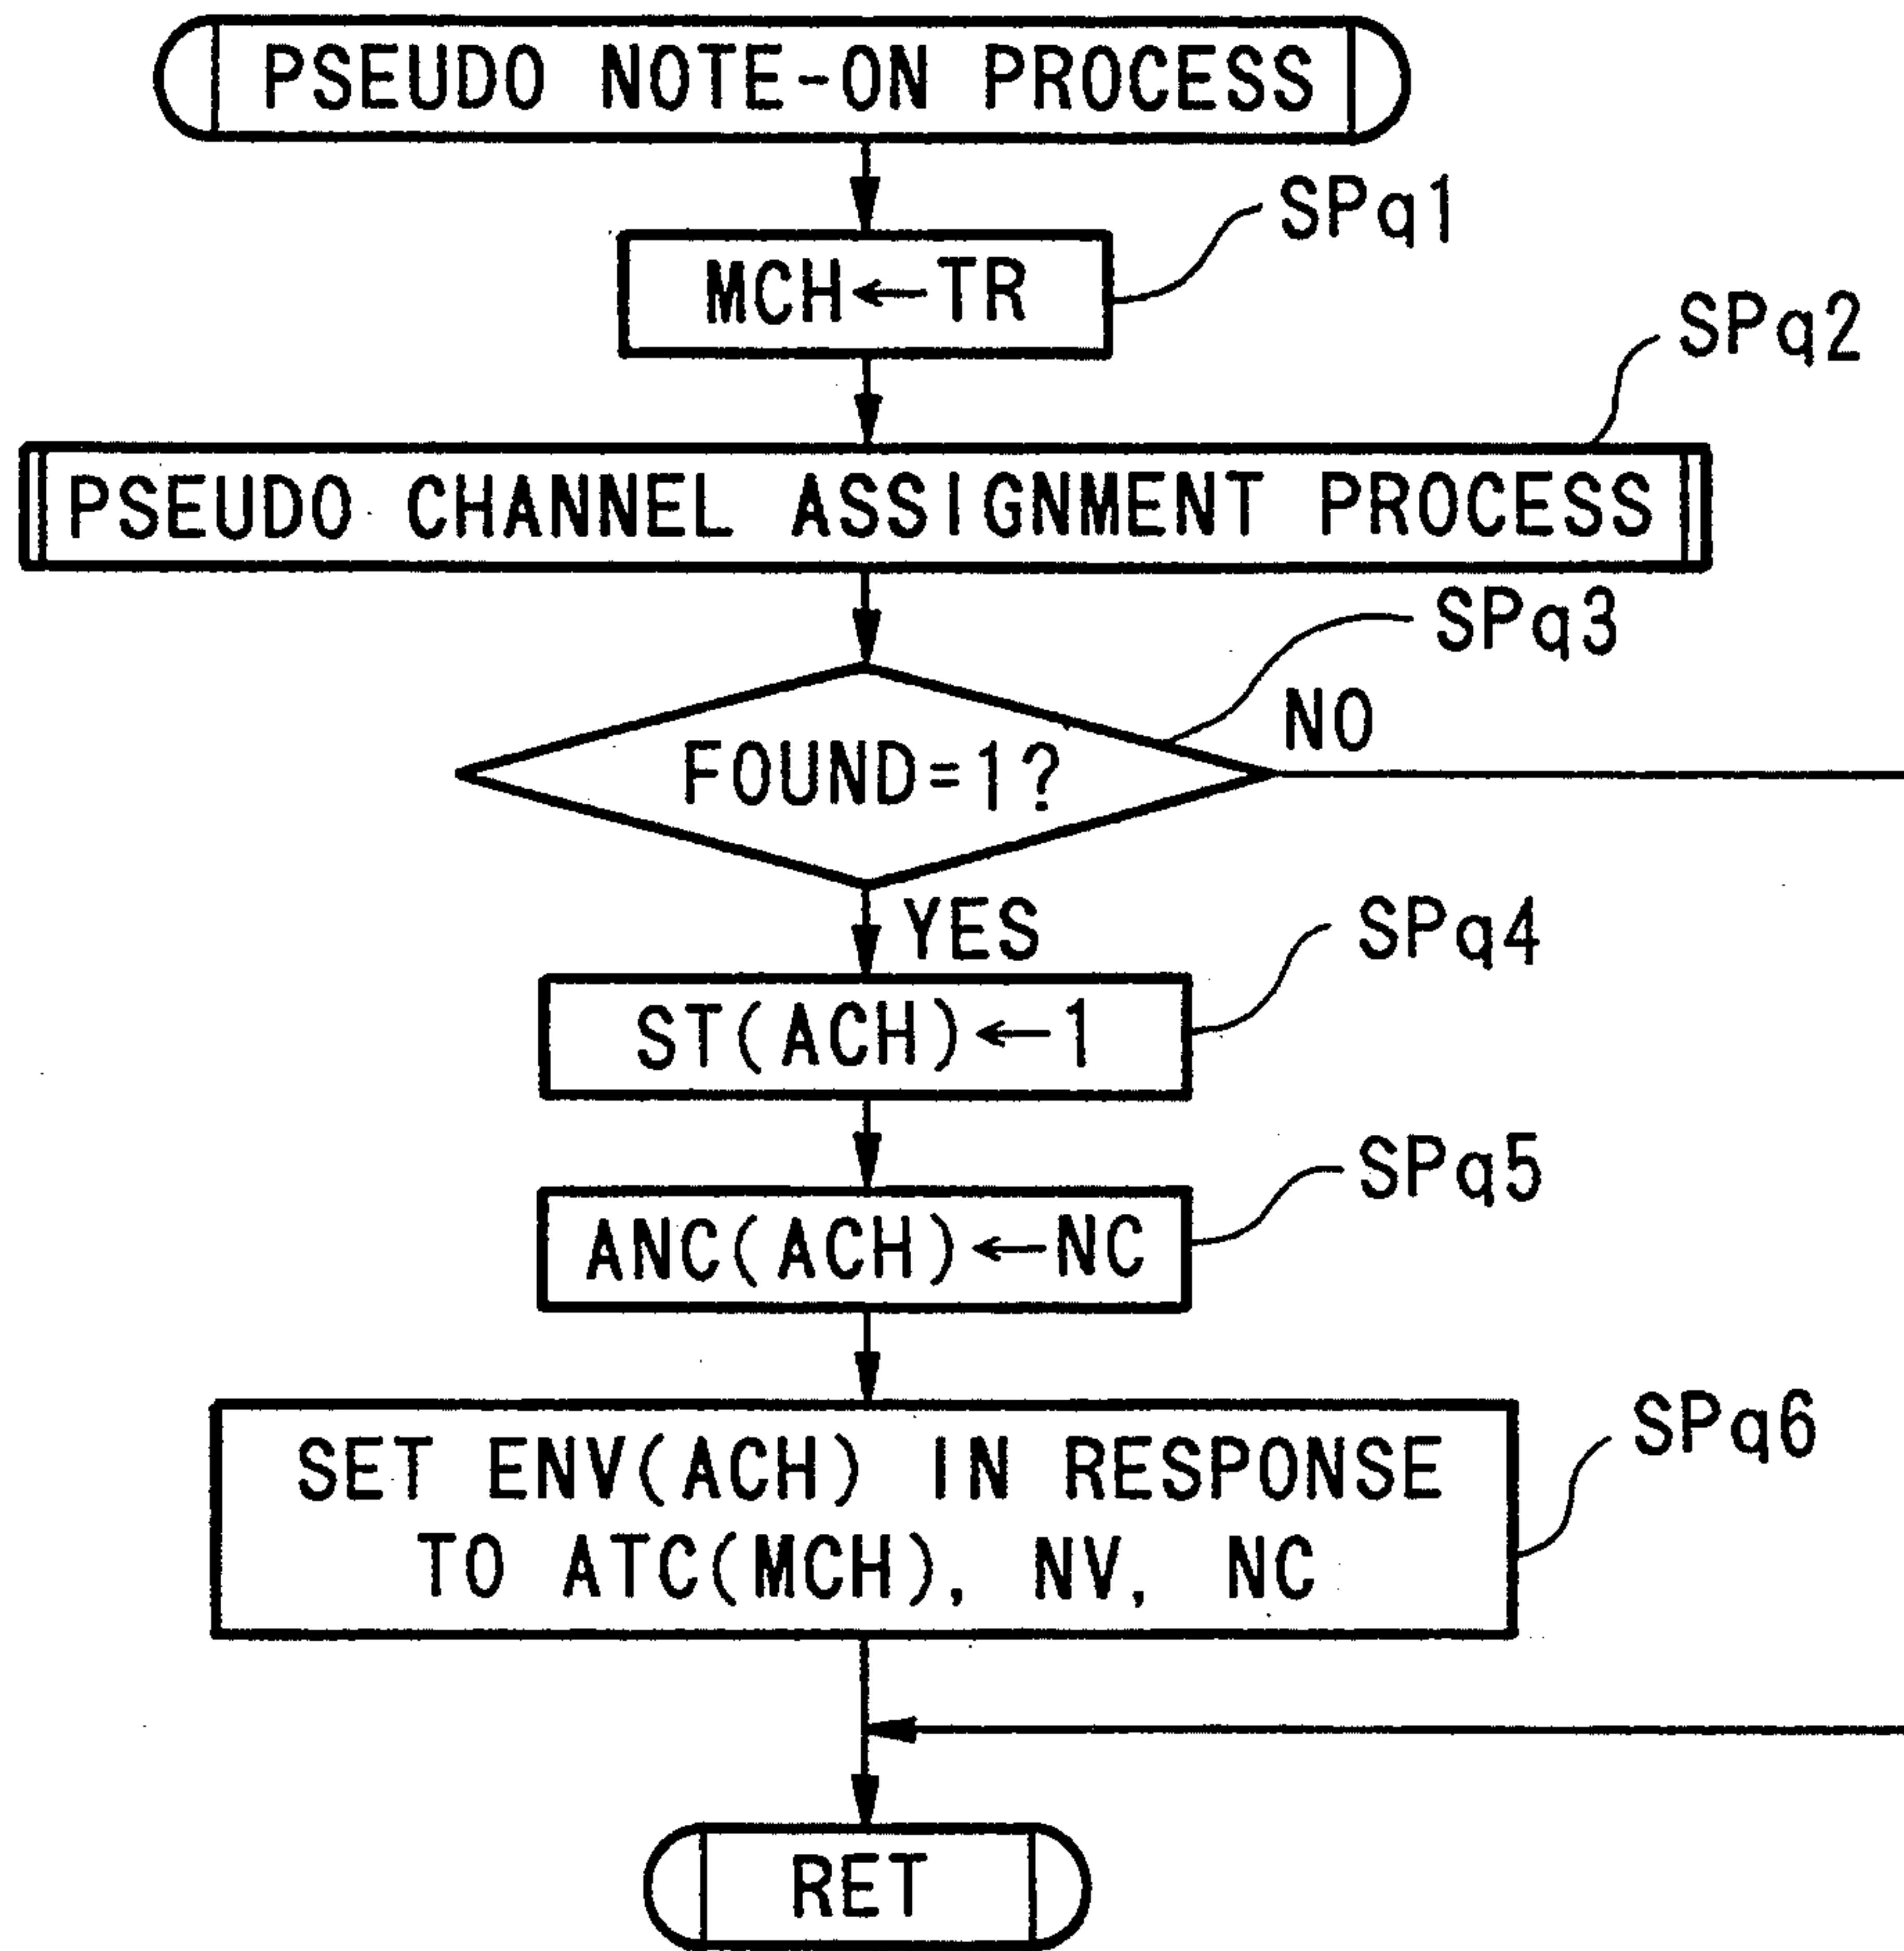 PSEUDO NOTE-ON PROCESS
SPq1
MCH←TR
SPq2
PSEUDO CHANNEL ASSIGNMENT PROCESS
SPq3
NO
FOUND=1?
YES
SPq4
ST(ACH)←1
SPq5
ANC(ACH)←NC
SPq6
SET ENV(ACH) IN RESPONSE
TO ATC(MCH), NV, NC
RET